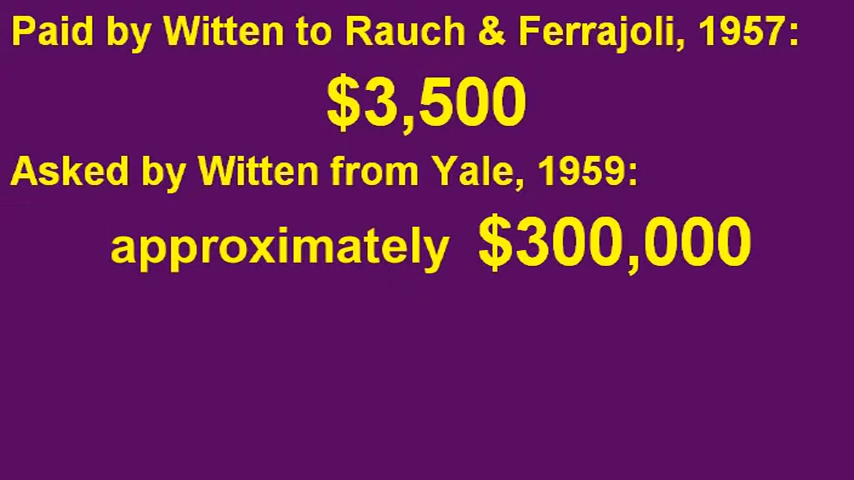 Paid by Witten to Rauch & Ferrajoli, 1957:
$3,500
Asked by Witten from Yale, 1959:
approximately $300,000